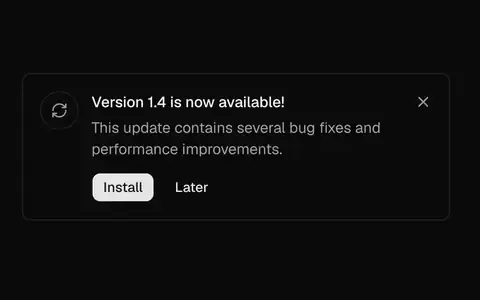 Version 1.4 is now available!
This update contains several bug fixes and
performance improvements.
Install
Later